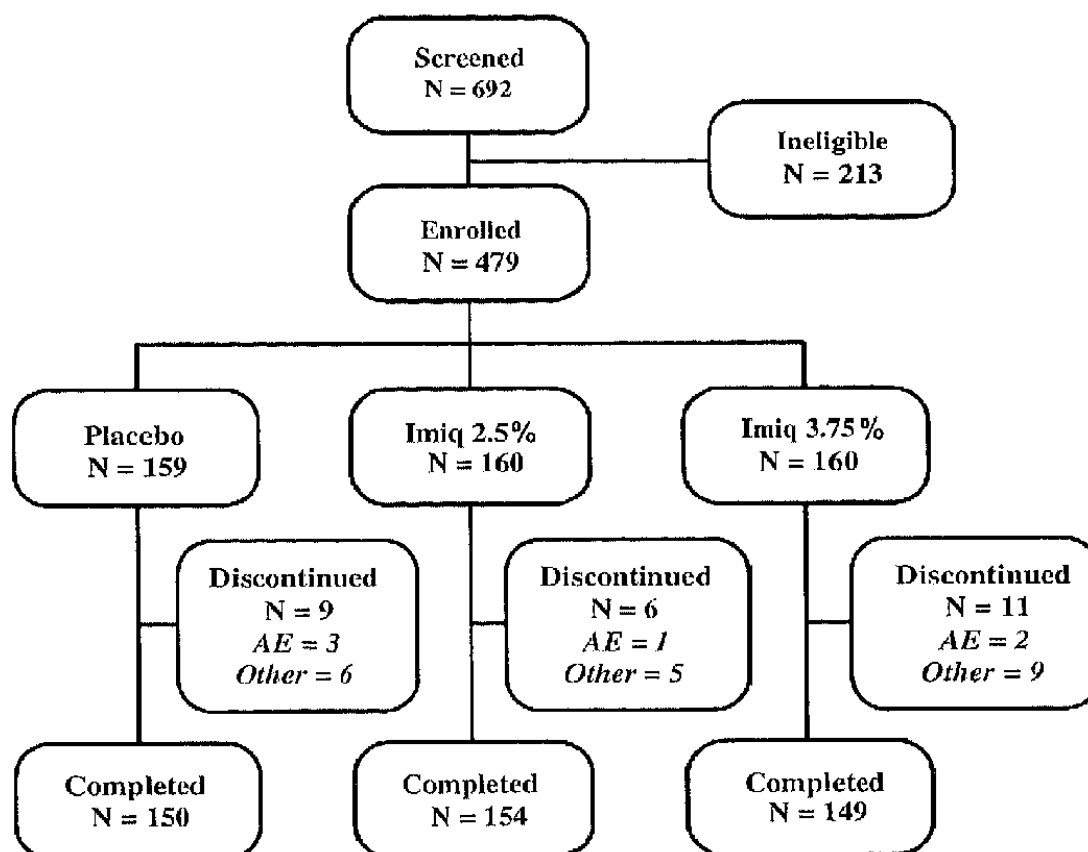 Screened
N = 692
Ineligible
N = 213
Enrolled
N = 479
Placebo
N = 159
Imiq 2.5%
N = 160
Imiq 3.75%
N = 160
Discontinued
N = 9
AE = 3
Other = 6
Discontinued
N = 6
AE = 1
Other = 5
Discontinued
N = 11
AE = 2
Other = 9
Completed
N = 150
Completed
N = 154
Completed
N = 149